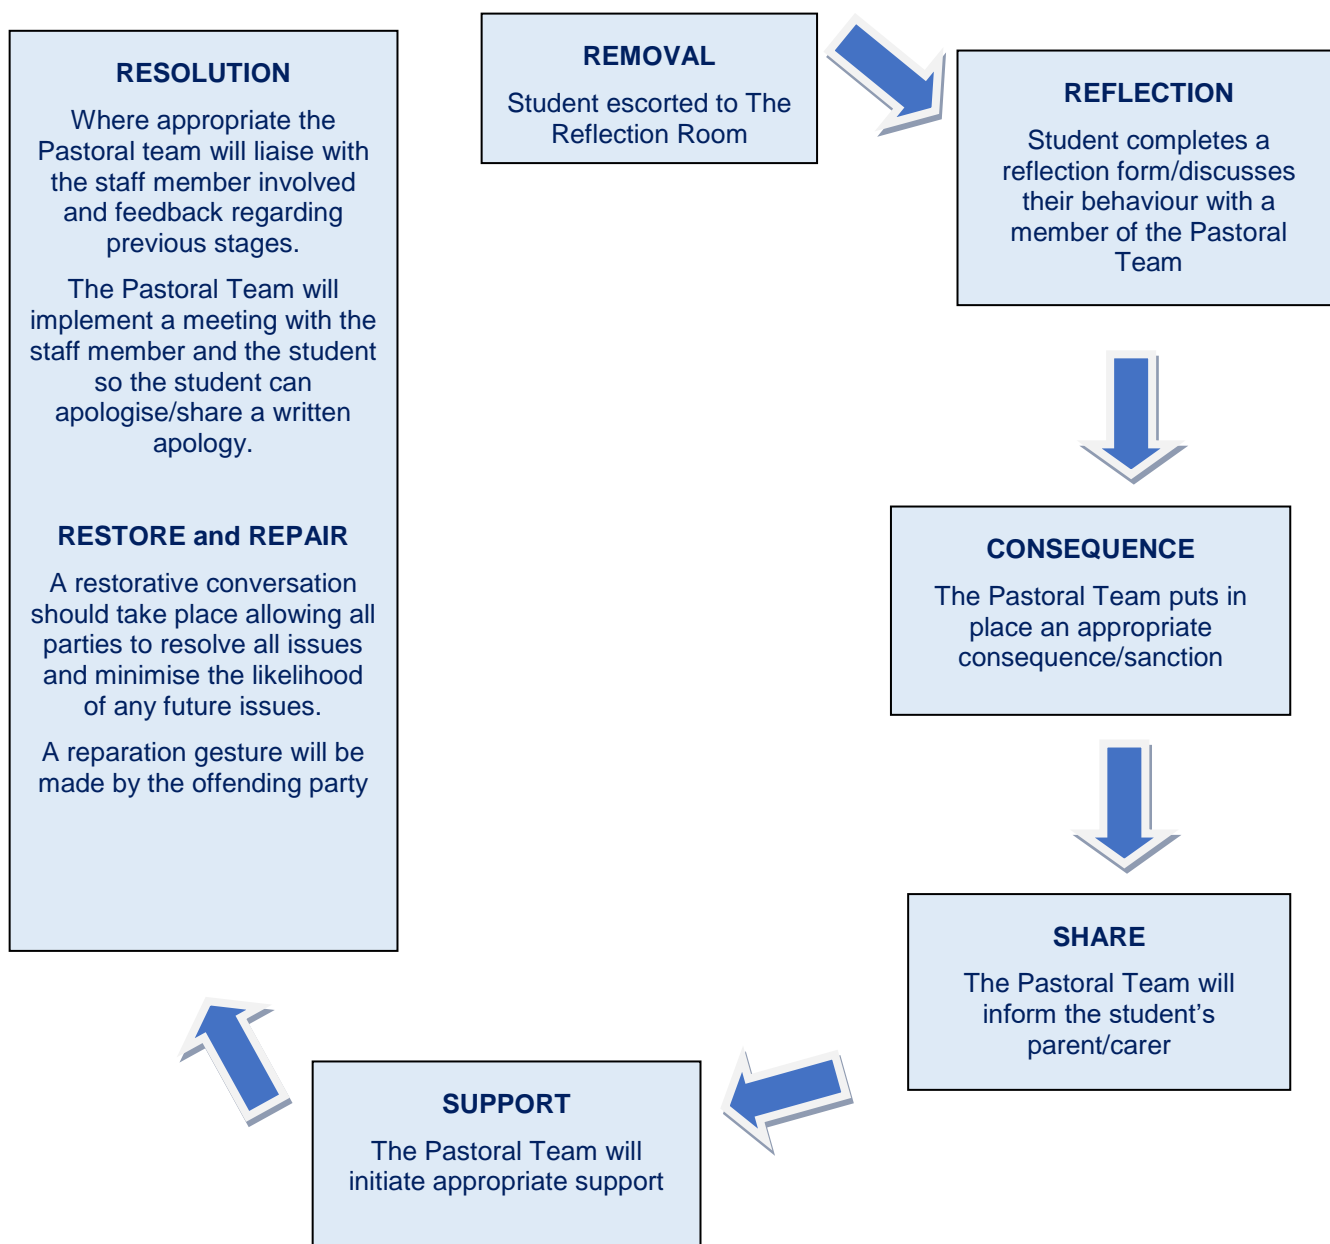 REMOVAL
Student escorted to The
Reflection Room
REFLECTION
Student completes a
reflection form/discusses
their behaviour with a
member of the Pastoral
Team
CONSEQUENCE
The Pastoral Team puts in
place an appropriate
consequence/sanction
SHARE
The Pastoral Team will
inform the student’s
parent/carer
SUPPORT
The Pastoral Team will
initiate appropriate support
RESOLUTION
Where appropriate the
Pastoral team will liaise with
the staff member involved
and feedback regarding
previous stages.
The Pastoral Team will
implement a meeting with the
staff member and the student
so the student can
apologise/share a written
apology.
RESTORE and REPAIR
A restorative conversation
should take place allowing all
parties to resolve all issues
and minimise the likelihood
of any future issues.
A reparation gesture will be
made by the offending party